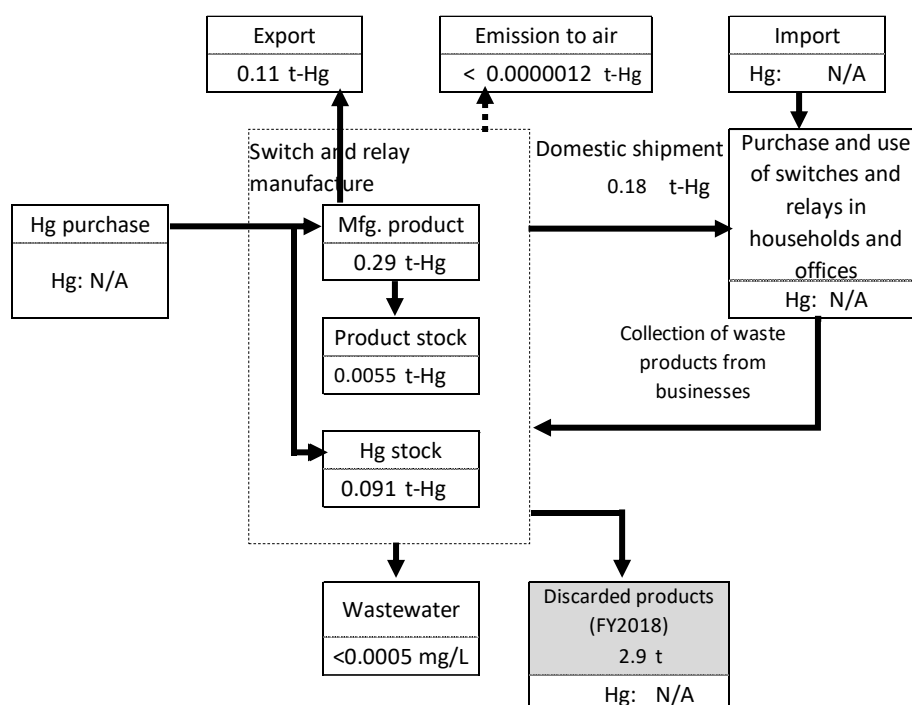 Export
0.11 t-Hg
Emission to air
< 0.0000012 t-Hg
Import
Hg: N/A
Switch and relay
manufacture
Domestic shipment
0.18 t-Hg
Purchase and use
of switches and
relays in
households and
offices
Hg: N/A
Hg purchase
Hg: N/A
Mfg. product
0.29 t-Hg
Product stock
0.0055 t-Hg
Collection of waste
products from
businesses
Hg stock
0.091 t-Hg
Wastewater
<0.0005 mg/L
Discarded products
(FY2018)
2.9 t
Hg: N/A